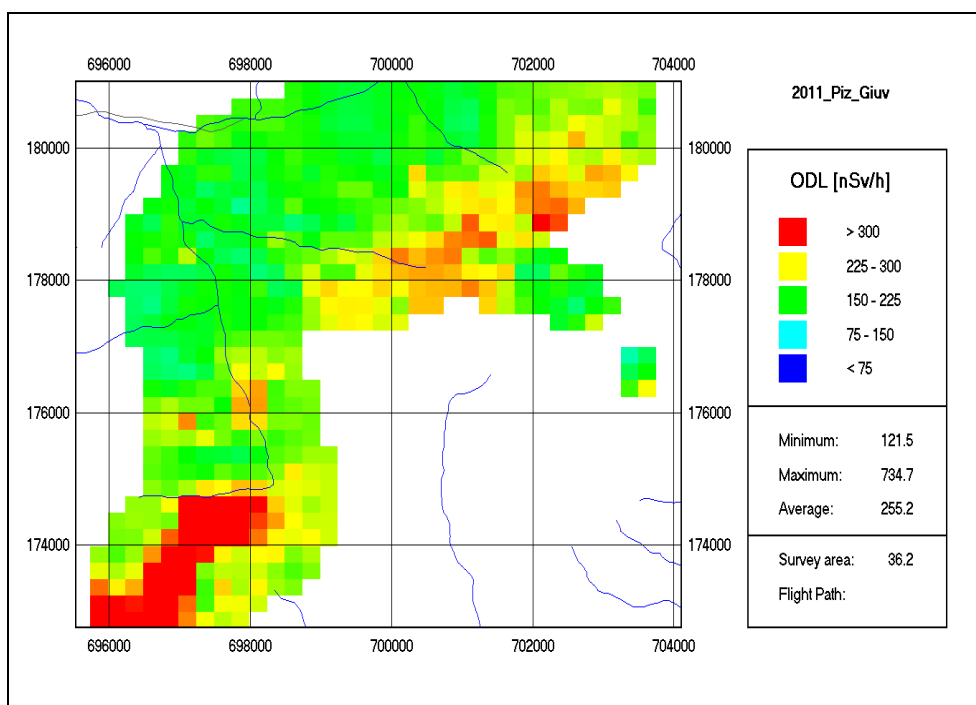 696000 698000 700000 702000 704000
2011_Piz_Giuv
180000 180000
178000 178000
176000 176000
174000 174000
696000 698000 700000 702000 704000
ODL [nSv/h]
> 300
225 - 300
150 - 225
75 - 150
< 75
Minimum: 121.5
Maximum: 734.7
Average: 255.2
Survey area: 36.2
Flight Path: